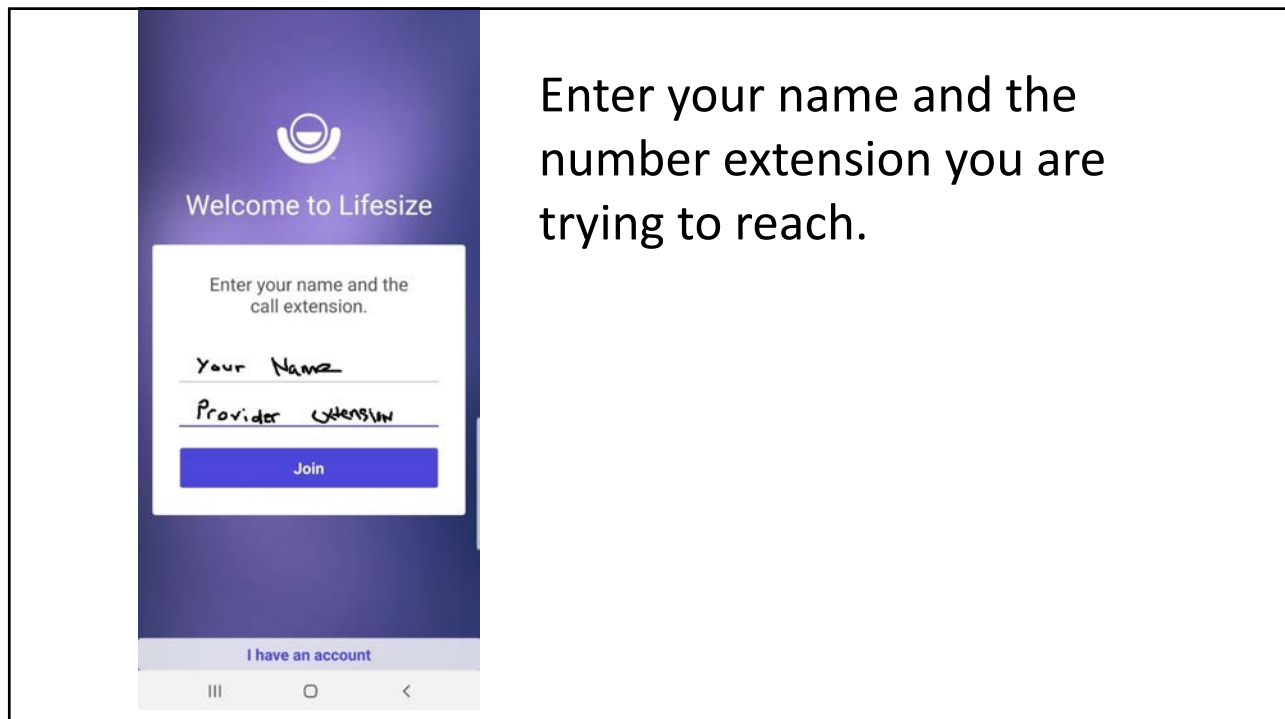 Welcome to Lifesize
Enter your name and the
call extension.
Your Name
Provider extension
Join
I have an account
Enter your name and the
number extension you are
trying to reach.